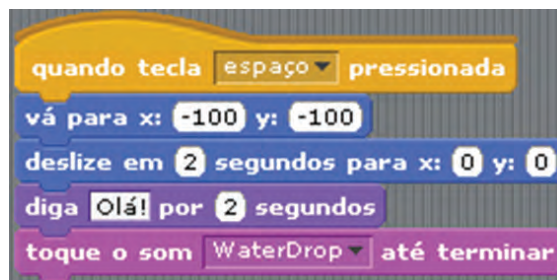 quando tecla espaço pressionada
vá para x: -100 y: -100
deslize em 2 segundos para x: 0 y: 0
diga Olá! por 2 segundos
toque o som WaterDrop até terminar